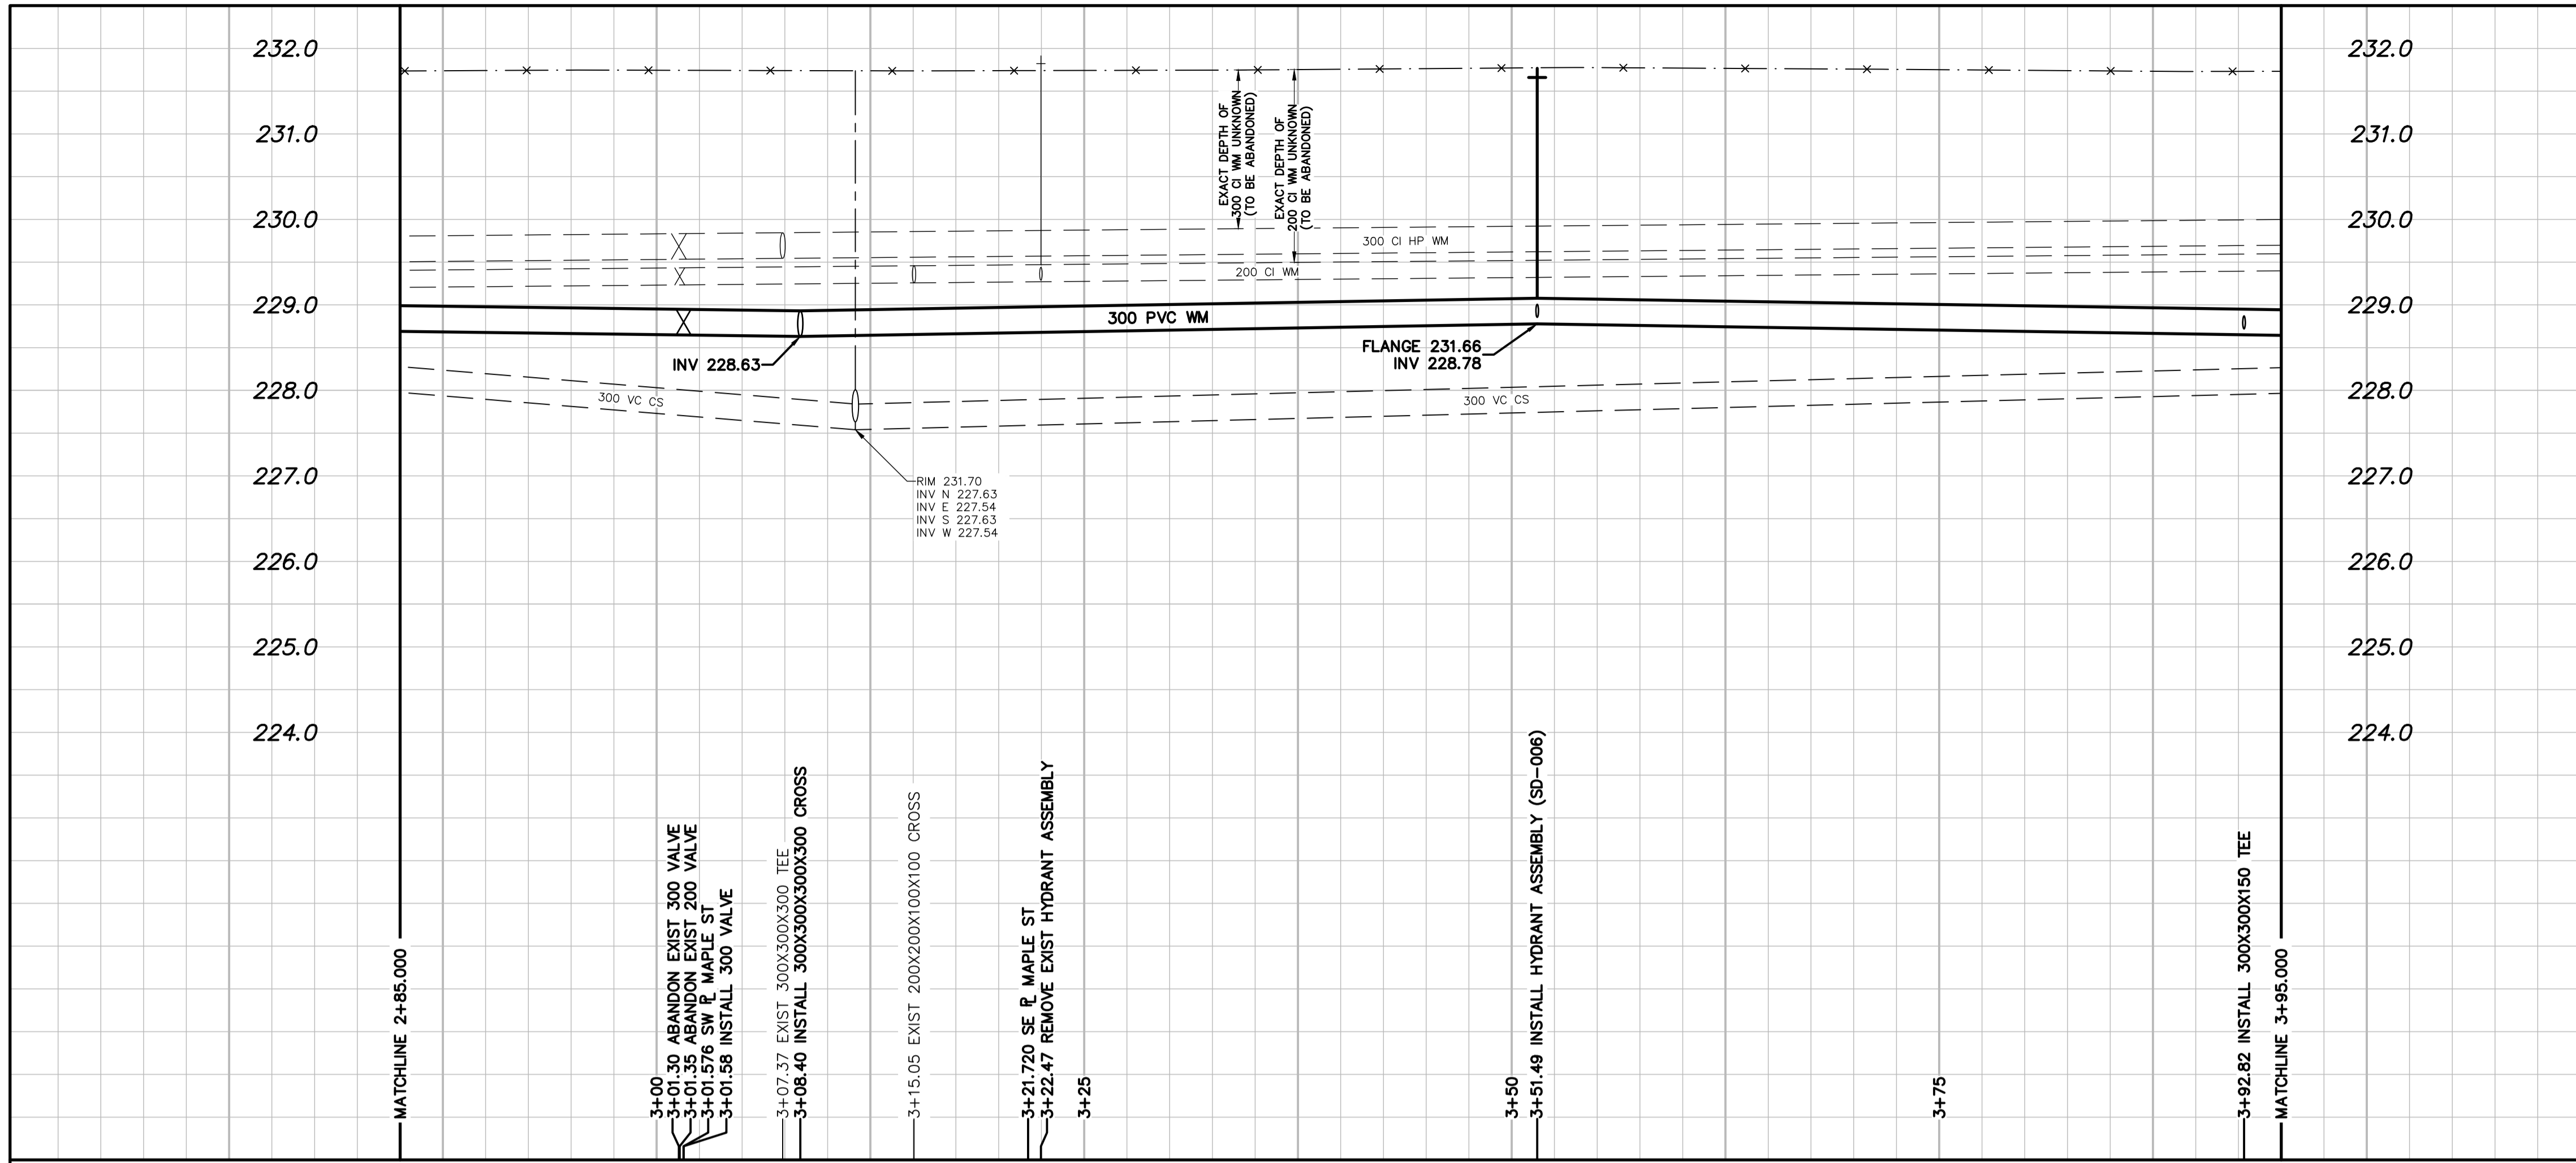 232.0
232.0
231.0
231.0
230.0
230.0
229.0
229.0
228.0
228.0
227.0
227.0
226.0
226.0
225.0
225.0
224.0
224.0
EXACT DEPTH OF
300 CI WM UNKNOWN
(TO BE ABANDONED)
EXACT DEPTH OF
200 CI WM UNKNOWN
(TO BE ABANDONED)
300 CI HP WM
200 CI WM
300 PVC WM
INV 228.63
FLANGE 231.66
INV 228.78
300 VC CS
300 VC CS
RIM 231.70
INV N 227.63
INV E 227.54
INV S 227.63
INV W 227.54
MATCHLINE 2+85.000
3+00
3+01.30 ABANDON EXIST 300 VALVE
3+01.35 ABANDON EXIST 200 VALVE
3+01.576 SW PL MAPLE ST
3+01.58 INSTALL 300 VALVE
3+07.37 EXIST 300X300X300 TEE
3+08.40 INSTALL 300X300X300X300 CROSS
3+15.05 EXIST 200X200X100X100 CROSS
3+21.720 SE PL MAPLE ST
3+22.47 REMOVE EXIST HYDRANT ASSEMBLY
3+25
3+50
3+51.49 INSTALL HYDRANT ASSEMBLY (SD-006)
3+75
3+92.82 INSTALL 300X300X150 TEE
MATCHLINE 3+95.000